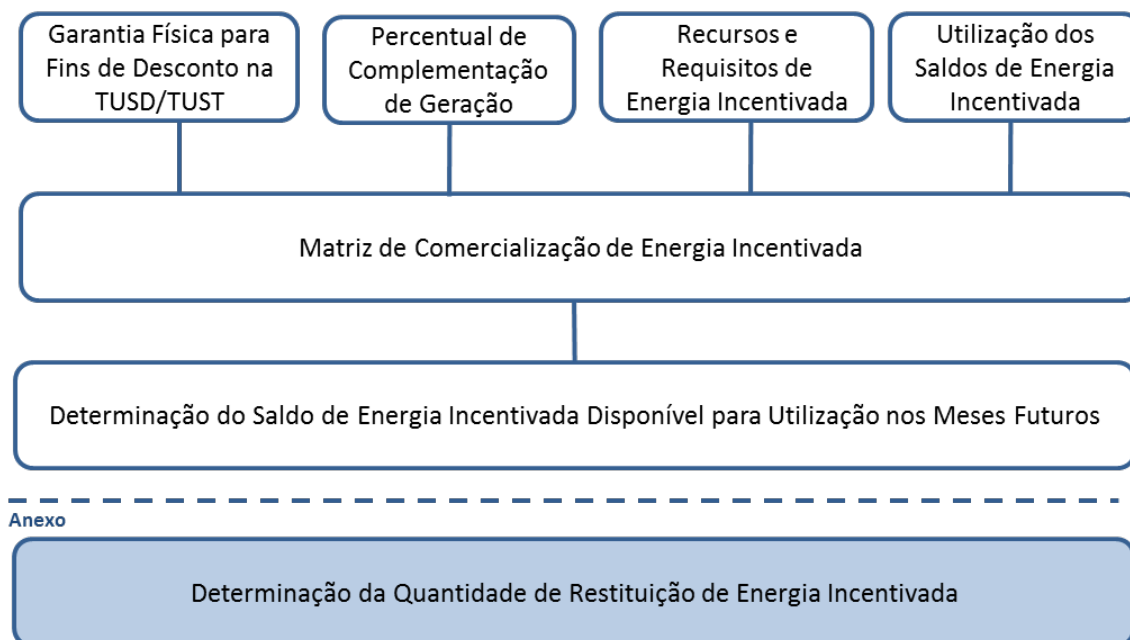 Garantia Física para
Fins de Desconto na
TUSD/TUST
Percentual de
Complementação
de Geração
Recursos e
Requisitos de
Energia Incentivada
Utilização dos
Saldos de Energia
Incentivada
Matriz de Comercialização de Energia Incentivada
Determinação do Saldo de Energia Incentivada Disponível para Utilização nos Meses Futuros
Anexo
Determinação da Quantidade de Restituição de Energia Incentivada